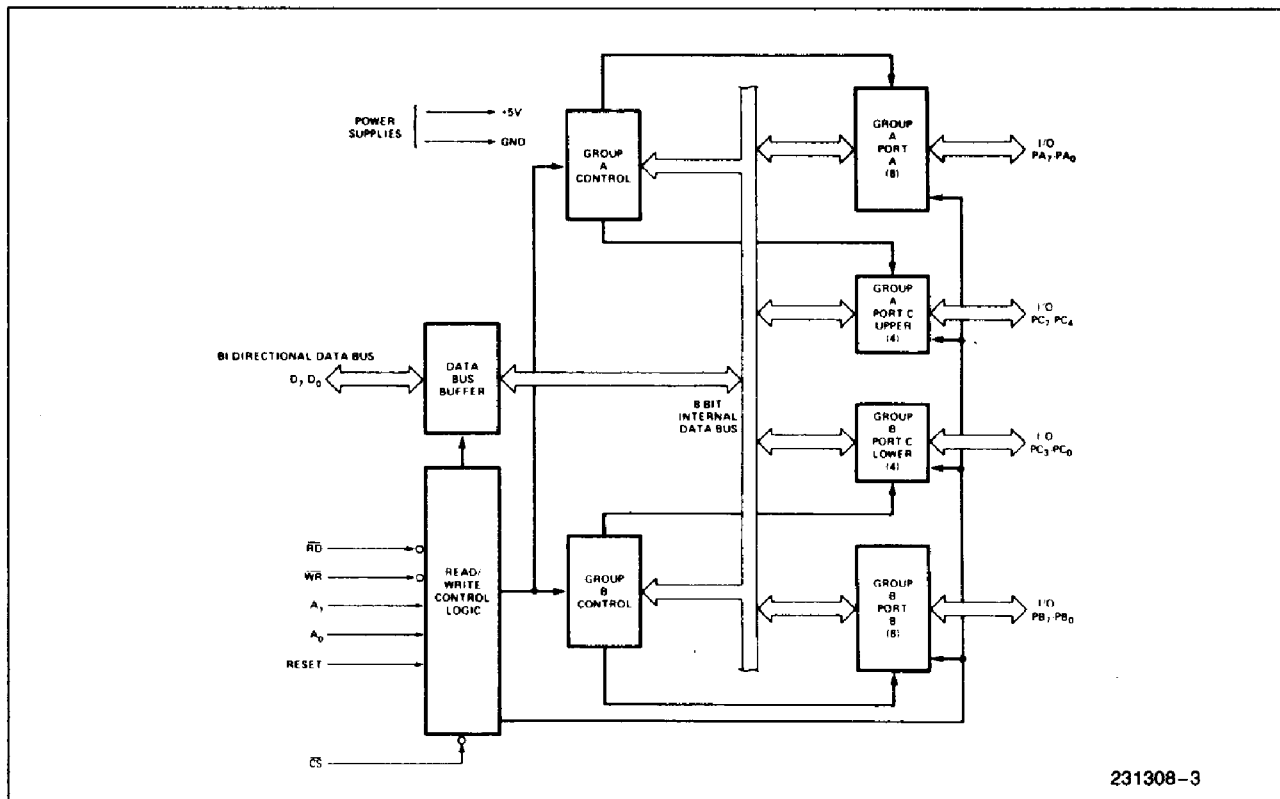 POWER
SUPPLIES
+5V
GND
GROUP
A
CONTROL
GROUP
A
PORT
A
(8)
I/O
PA7-PA0
GROUP
A
PORT C
UPPER
(4)
I/O
PC7-PC4
BI DIRECTIONAL DATA BUS
D7 D0
DATA
BUS
BUFFER
8 BIT
INTERNAL
DATA BUS
GROUP
B
PORT C
LOWER
(4)
I/O
PC3-PC0
RD
WR
A1
A0
RESET
CS
READ/
WRITE
CONTROL
LOGIC
GROUP
B
CONTROL
GROUP
B
PORT
B
(8)
I/O
PB7-PB0
231308-3